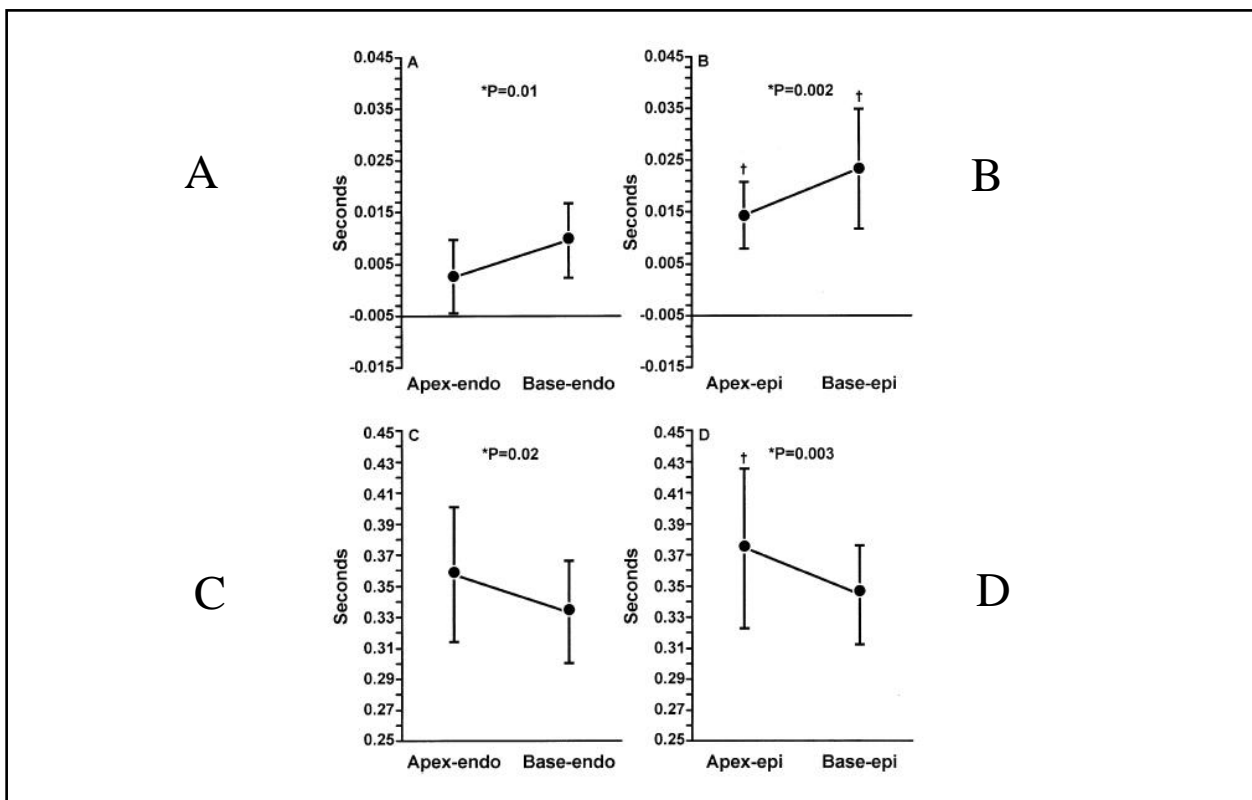 A
B
C
D
A
*P=0.01
Seconds
0.045
0.035
0.025
0.015
0.005
-0.005
-0.015
Apex-endo Base-endo
B
*P=0.002
†
†
Seconds
0.045
0.035
0.025
0.015
0.005
-0.005
-0.015
Apex-epi Base-epi
C
*P=0.02
Seconds
0.45
0.43
0.41
0.39
0.37
0.35
0.33
0.31
0.29
0.27
0.25
Apex-endo Base-endo
D
*P=0.003
†
Seconds
0.45
0.43
0.41
0.39
0.37
0.35
0.33
0.31
0.29
0.27
0.25
Apex-epi Base-epi